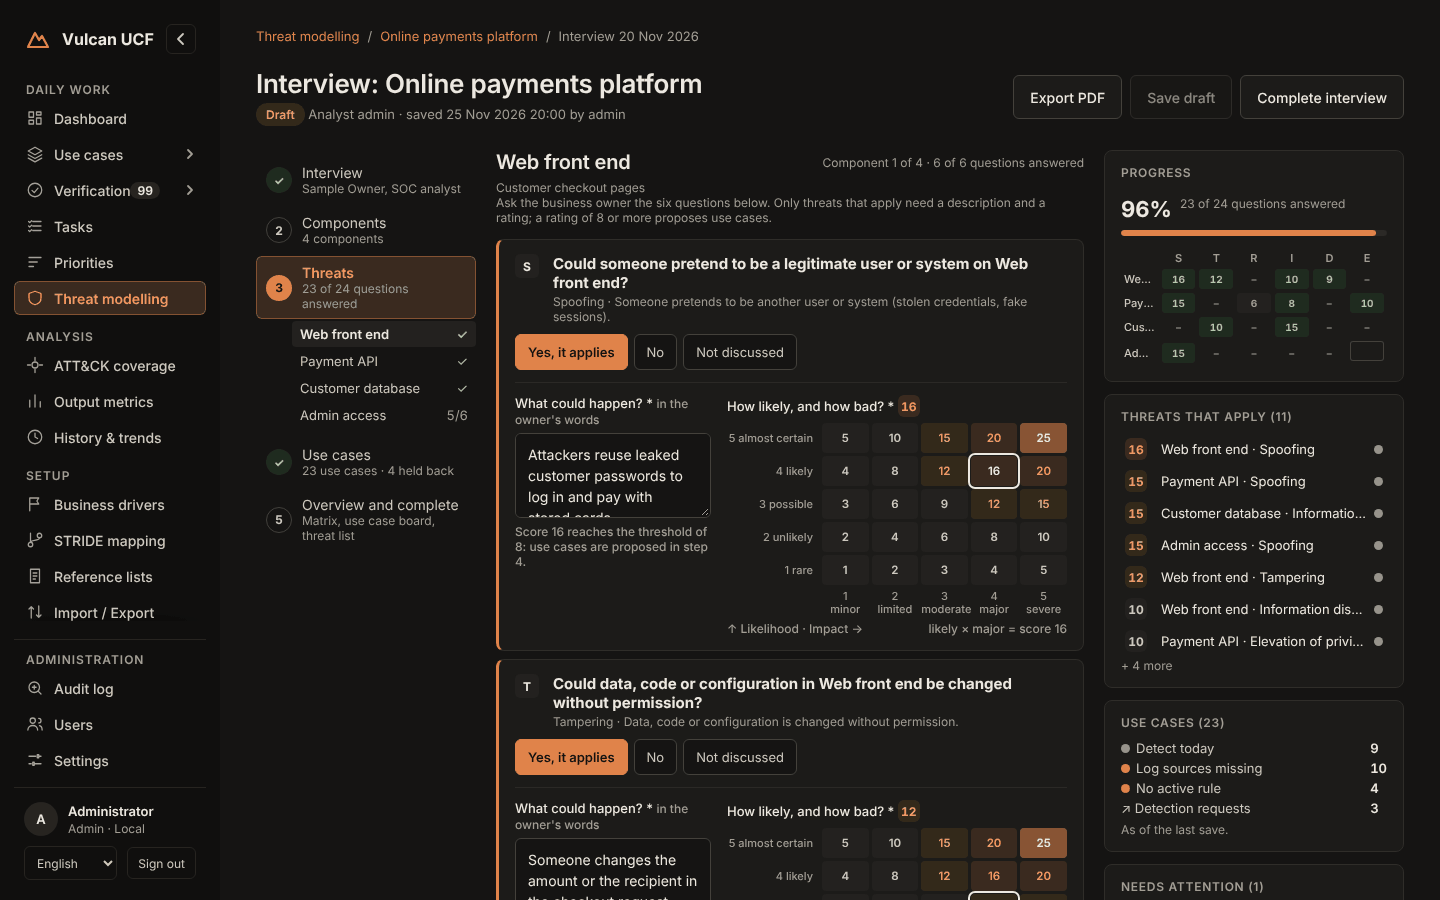 Vulcan UCF
DAILY WORK
Dashboard
Use cases
Verification 99
Tasks
Priorities
Threat modelling
ANALYSIS
ATT&CK coverage
Output metrics
History & trends
SETUP
Business drivers
STRIDE mapping
Reference lists
Import / Export
ADMINISTRATION
Audit log
Users
Settings
A
Administrator
Admin · Local
English
Sign out
Threat modelling / Online payments platform / Interview 20 Nov 2026
Interview: Online payments platform
Draft Analyst admin · saved 25 Nov 2026 20:00 by admin
Export PDF
Save draft
Complete interview
Interview
Sample Owner, SOC analyst
2
Components
4 components
3
Threats
23 of 24 questions
answered
Web front end
Payment API
Customer database
Admin access 5/6
Use cases
23 use cases · 4 held back
5
Overview and complete
Matrix, use case board,
threat list
Web front end
Component 1 of 4 · 6 of 6 questions answered
Customer checkout pages
Ask the business owner the six questions below. Only threats that apply need a description and a
rating; a rating of 8 or more proposes use cases.
S
Could someone pretend to be a legitimate user or system on Web
front end?
Spoofing · Someone pretends to be another user or system (stolen credentials, fake
sessions).
Yes, it applies
No
Not discussed
What could happen? * in the
owner's words
Attackers reuse leaked
customer passwords to
log in and pay with
stored cards
Score 16 reaches the threshold of
8: use cases are proposed in step
4.
How likely, and how bad? * 16
5 almost certain 5 10 15 20 25
4 likely 4 8 12 16 20
3 possible 3 6 9 12 15
2 unlikely 2 4 6 8 10
1 rare 1 2 3 4 5
1 2 3 4 5
minor limited moderate major severe
↑ Likelihood · Impact →
likely × major = score 16
T
Could data, code or configuration in Web front end be changed
without permission?
Tampering · Data, code or configuration is changed without permission.
Yes, it applies
No
Not discussed
What could happen? * in the
owner's words
Someone changes the
amount or the recipient in
the checkout request
How likely, and how bad? * 12
5 almost certain 5 10 15 20 25
4 likely 4 8 12 16 20
PROGRESS
96% 23 of 24 questions answered
S T R I D E
We... 16 12 – 10 9 –
Pay... 15 – 6 8 – 10
Cus... – 10 – 15 – –
Ad... 15 – – – –
THREATS THAT APPLY (11)
16 Web front end · Spoofing
15 Payment API · Spoofing
15 Customer database · Informatio...
15 Admin access · Spoofing
12 Web front end · Tampering
10 Web front end · Information dis...
10 Payment API · Elevation of privi...
+ 4 more
USE CASES (23)
Detect today 9
Log sources missing 10
No active rule 4
↗ Detection requests 3
As of the last save.
NEEDS ATTENTION (1)